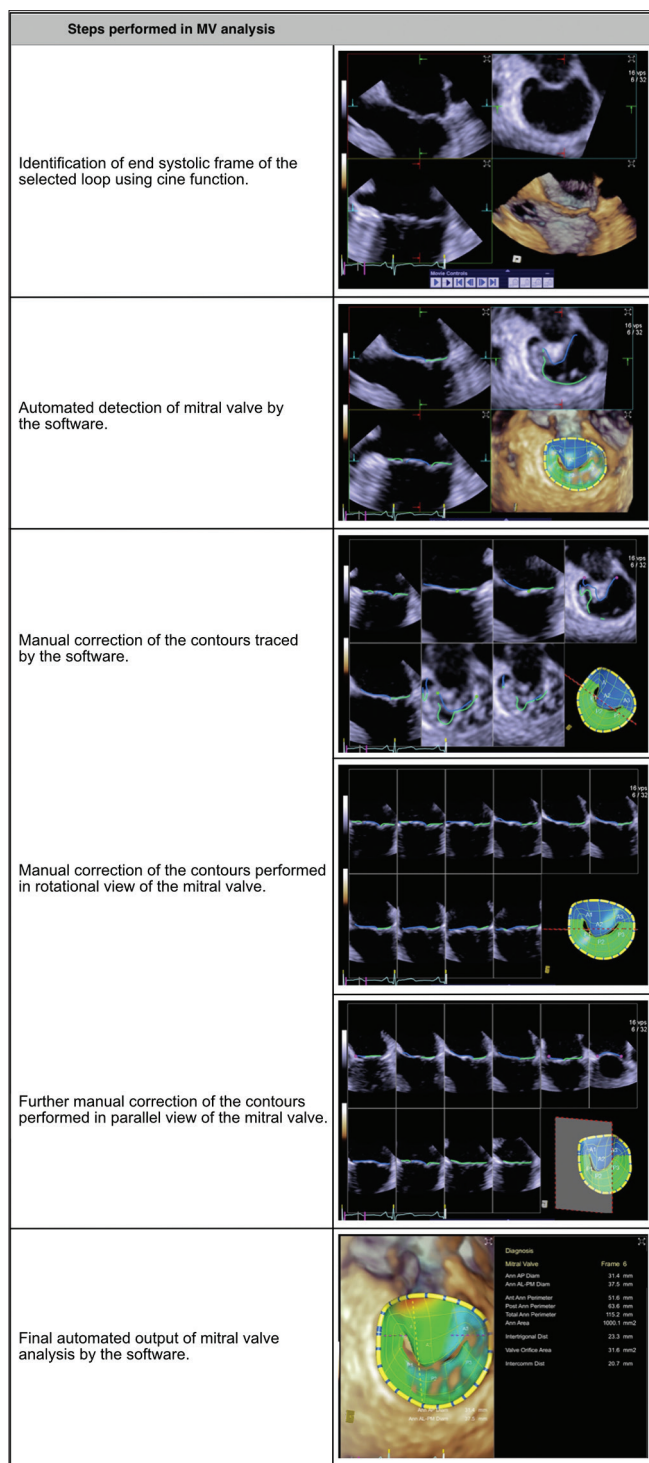 Steps performed in MV analysis
Identification of end systolic frame of the
selected loop using cine function.
16 vps
6 / 32
Movie Controls
Automated detection of mitral valve by
the software.
16 vps
6 / 32
Manual correction of the contours traced
by the software.
16 vps
6 / 32
Manual correction of the contours performed
in rotational view of the mitral valve.
16 vps
6 / 32
Further manual correction of the contours
performed in parallel view of the mitral valve.
16 vps
6 / 32
Final automated output of mitral valve
analysis by the software.
Diagnosis
Mitral Valve Frame 6
Ann AP Diam 31.4 mm
Ann AL-PM Diam 37.5 mm
Ant Ann Perimeter 51.6 mm
Post Ann Perimeter 63.6 mm
Total Ann Perimeter 115.2 mm
Ann Area 1000.1 mm2
Intertrigonal Dist 23.3 mm
Valve Orifice Area 31.6 mm2
Intercomm Dist 20.7 mm
Ann AL-PM Diam